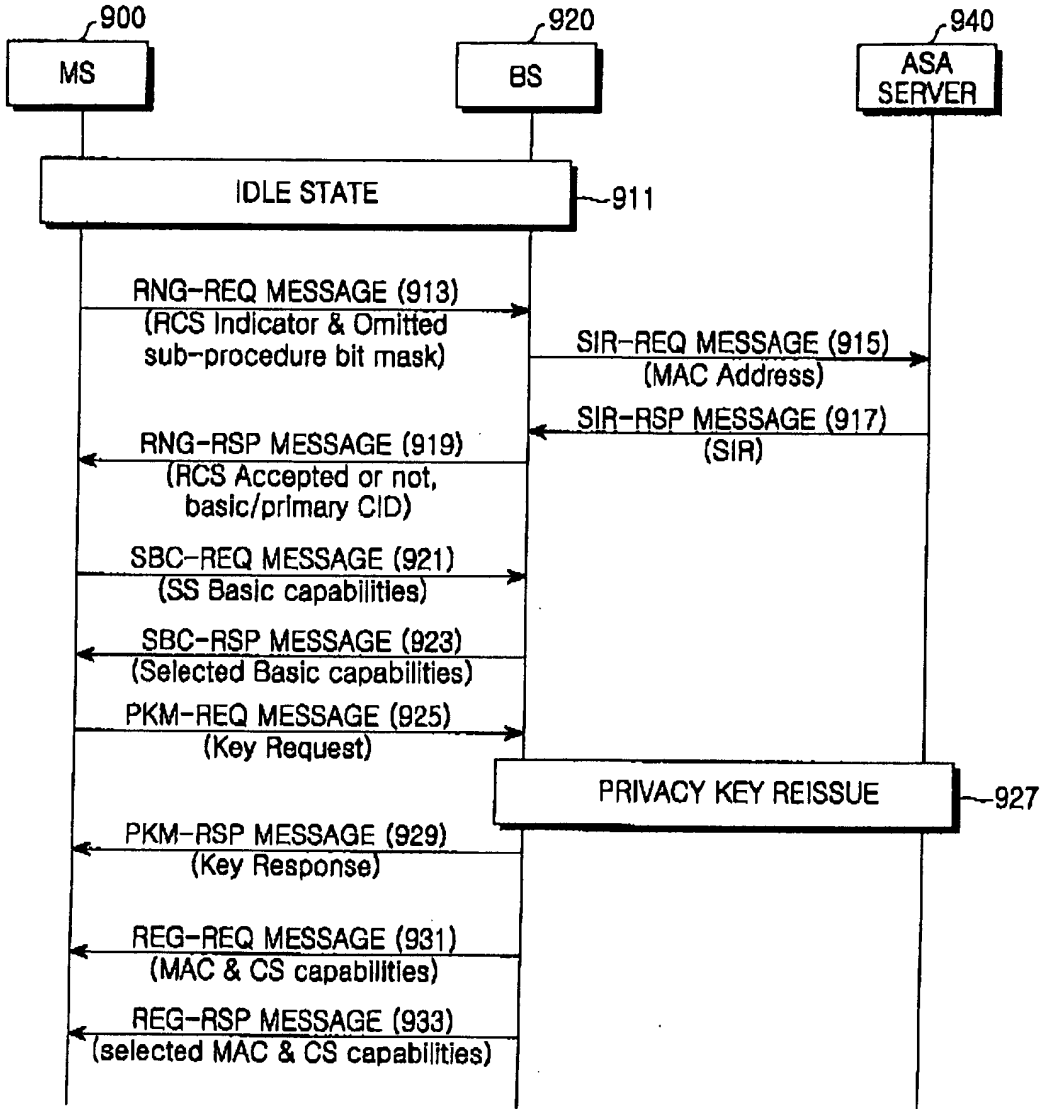 900
920
940
MS
BS
ASA
SERVER
IDLE STATE
911
RNG-REQ MESSAGE (913)
(RCS Indicator & Omitted
sub-procedure bit mask)
SIR-REQ MESSAGE (915)
(MAC Address)
SIR-RSP MESSAGE (917)
(SIR)
RNG-RSP MESSAGE (919)
(RCS Accepted or not,
basic/primary CID)
SBC-REQ MESSAGE (921)
(SS Basic capabilities)
SBC-RSP MESSAGE (923)
(Selected Basic capabilities)
PKM-REQ MESSAGE (925)
(Key Request)
PRIVACY KEY REISSUE
927
PKM-RSP MESSAGE (929)
(Key Response)
REG-REQ MESSAGE (931)
(MAC & CS capabilities)
REG-RSP MESSAGE (933)
(selected MAC & CS capabilities)